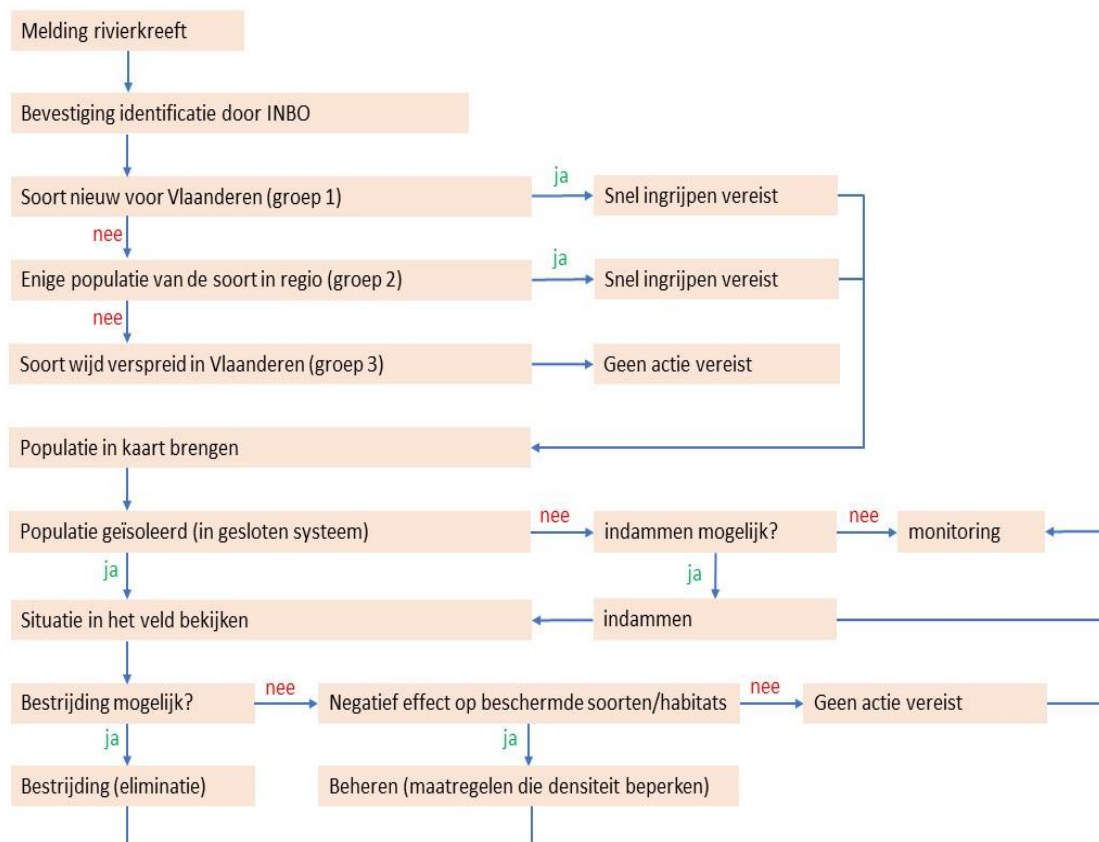 Melding rivierkreeft
Bevestiging identificatie door INBO
Soort nieuw voor Vlaanderen (groep 1)
ja
Snel ingrijpen vereist
nee
Enige populatie van de soort in regio (groep 2)
ja
Snel ingrijpen vereist
nee
Soort wijd verspreid in Vlaanderen (groep 3)
Geen actie vereist
Populatie in kaart brengen
Populatie geïsoleerd (in gesloten systeem)
nee
indammen mogelijk?
nee
monitoring
ja
ja
Situatie in het veld bekijken
indammen
Bestrijding mogelijk?
nee
Negatief effect op beschermde soorten/habitats
nee
Geen actie vereist
ja
ja
Bestrijding (eliminatie)
Beheren (maatregelen die densiteit beperken)